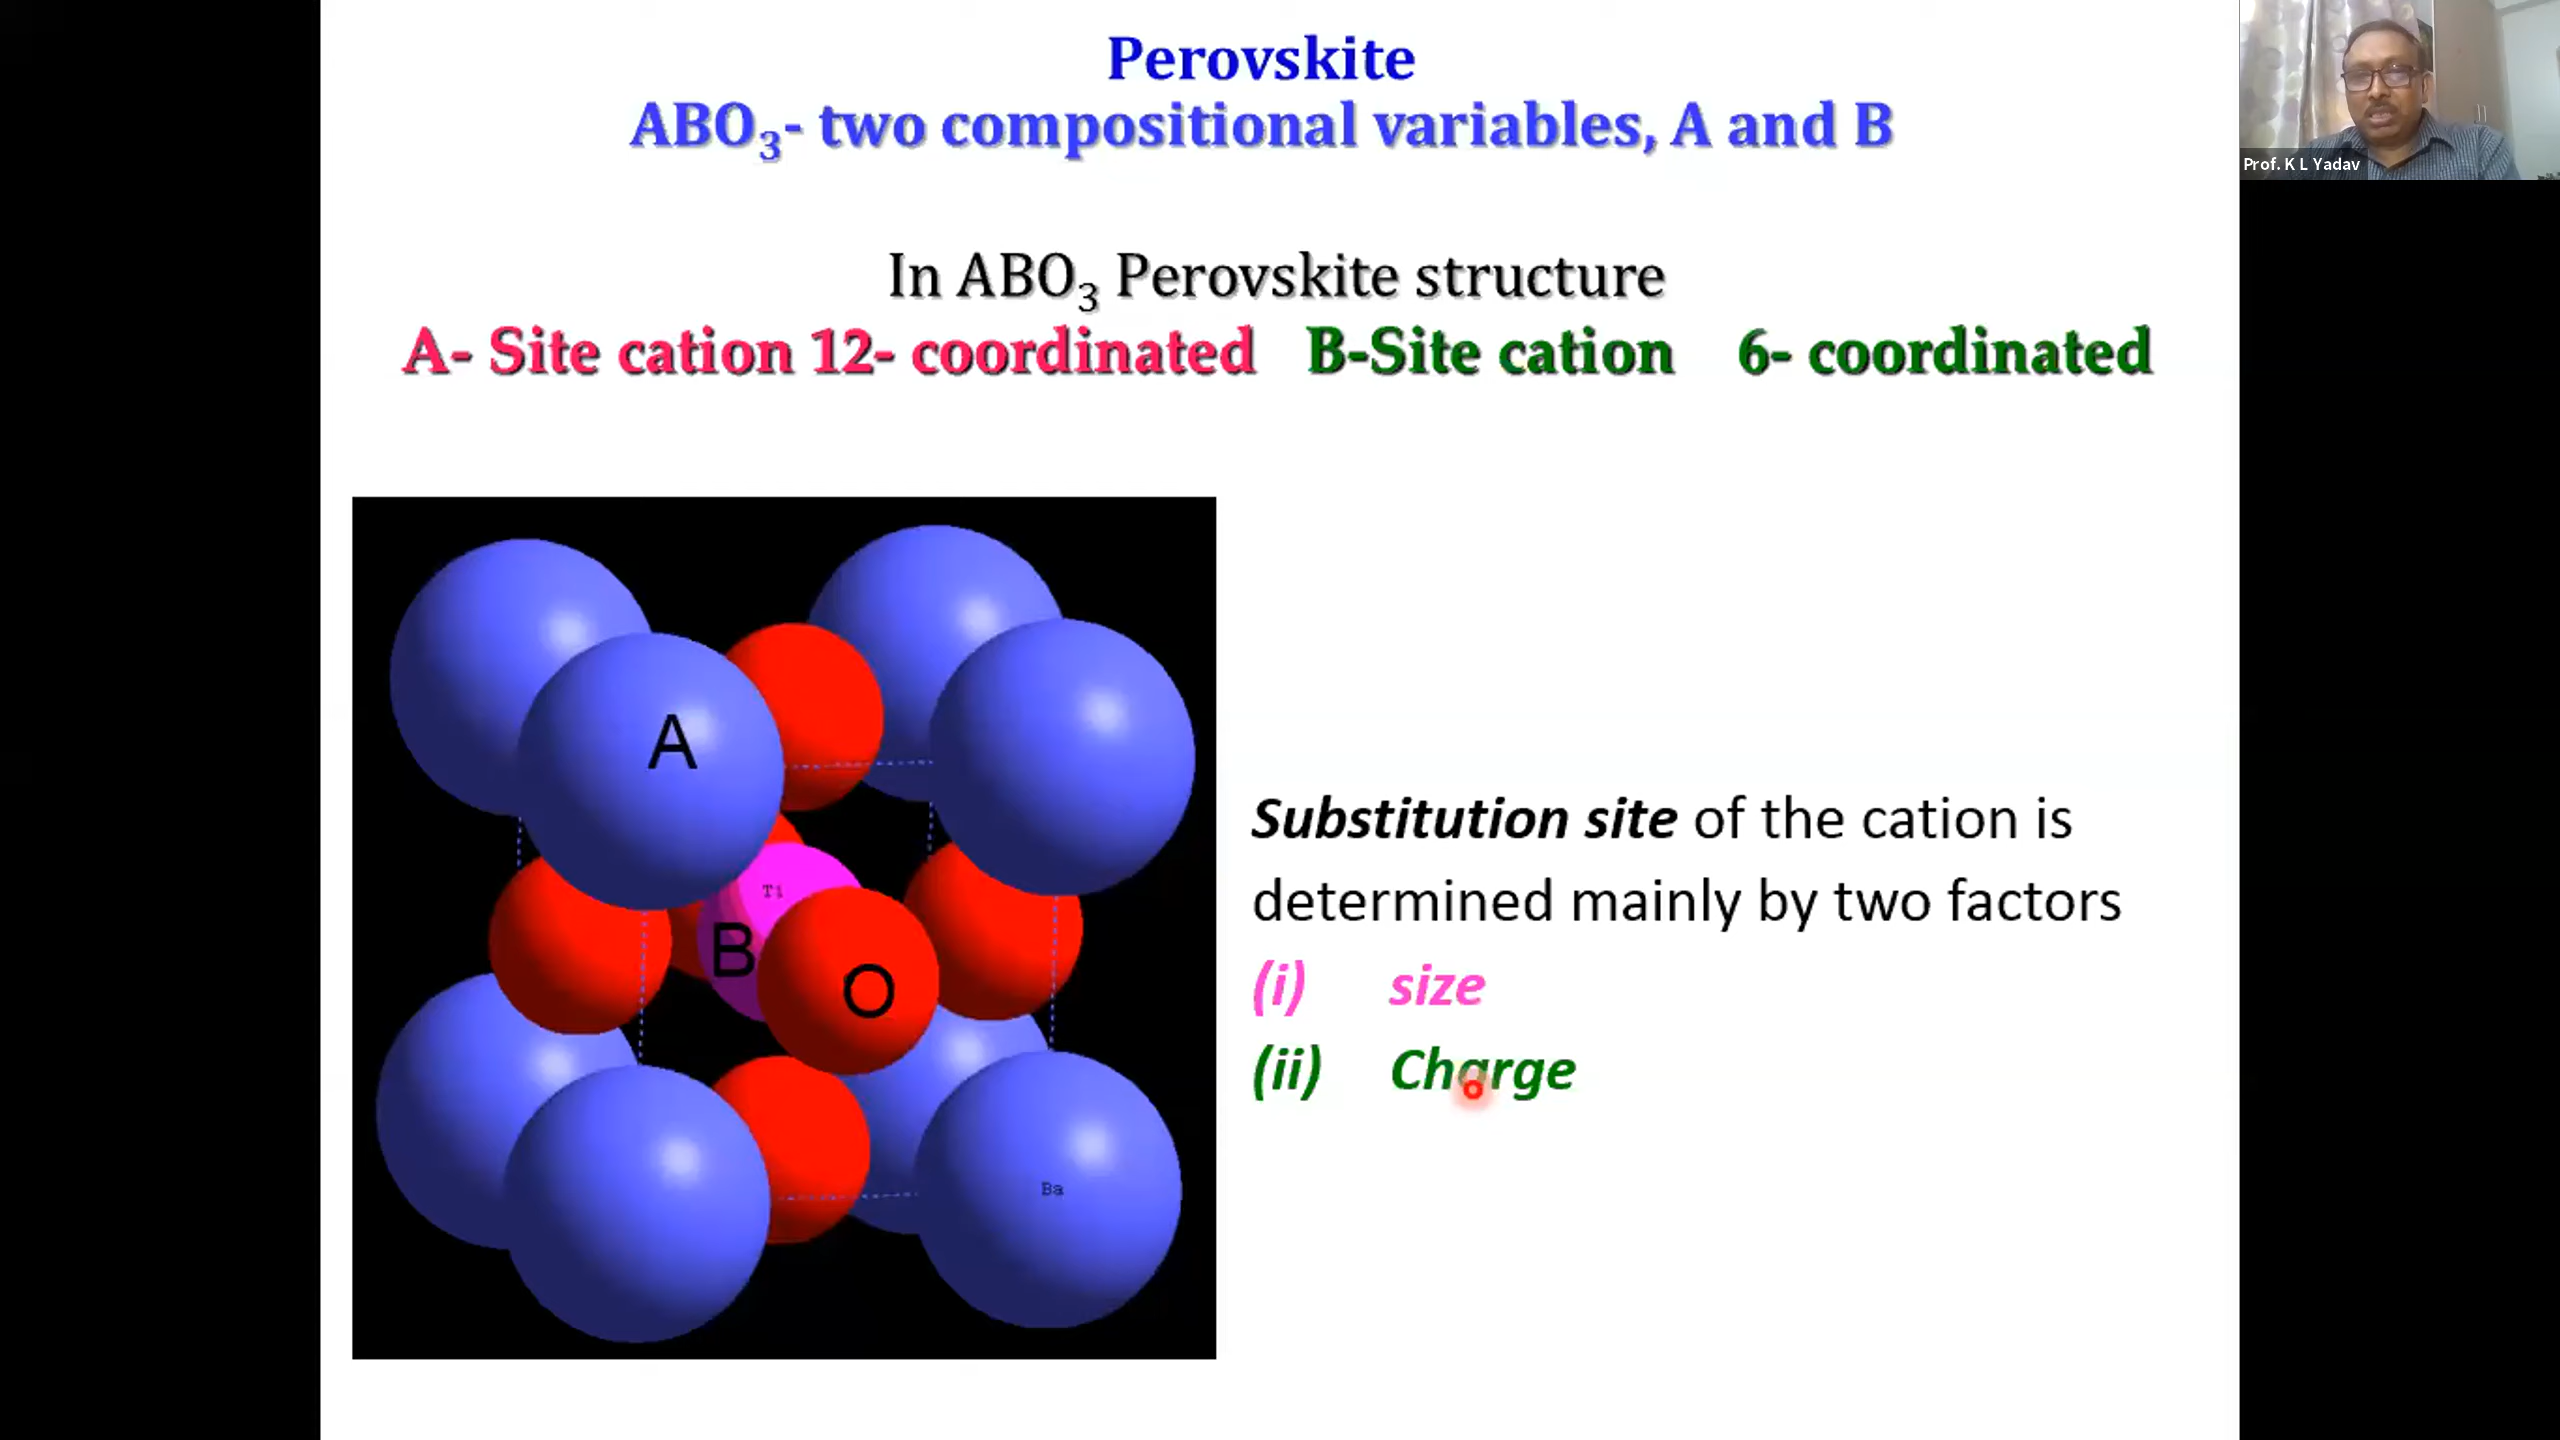 Perovskite
ABO3- two compositional variables, A and B
Prof. K L Yadav
In ABO3 Perovskite structure
A- Site cation 12- coordinated B-Site cation 6- coordinated
A
Ti
B
O
Ba
Substitution site of the cation is
determined mainly by two factors
(i) size
(ii) Charge